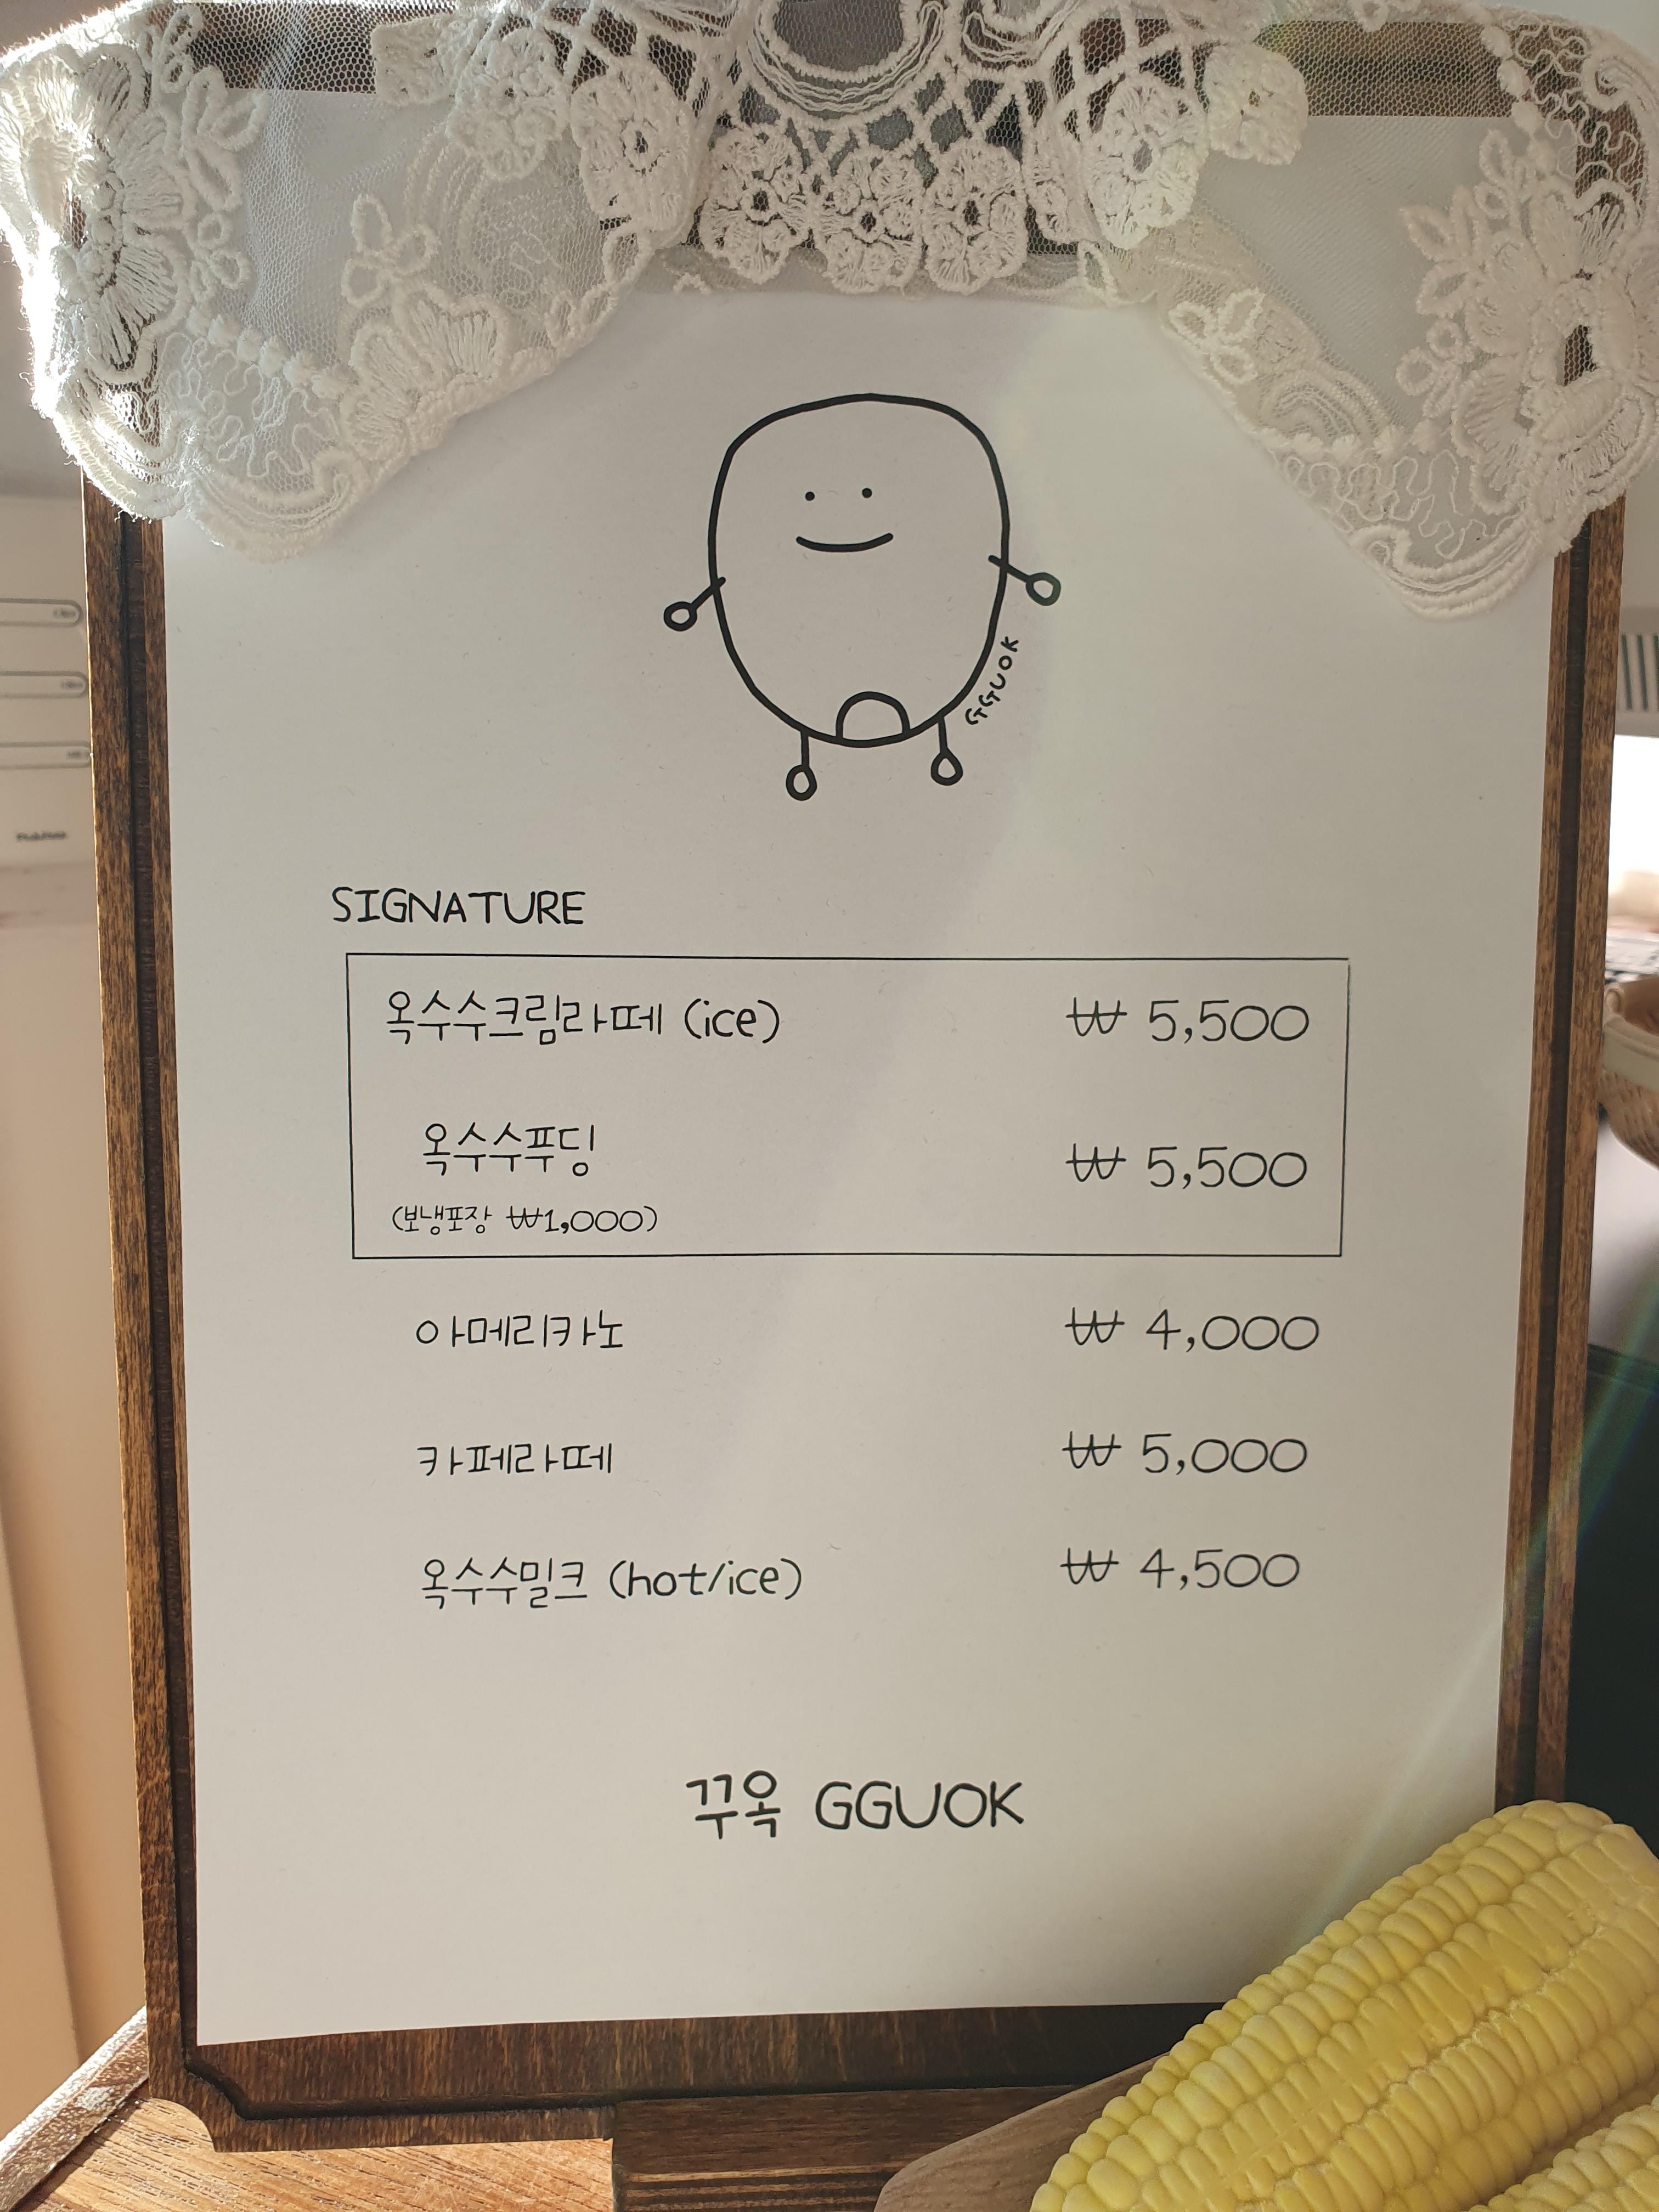 GGUOK
SIGNATURE
옥수수크림라떼 (ice) ₩ 5,500
옥수수푸딩 ₩ 5,500
(보냉포장 ₩1,000)
아메리카노 ₩ 4,000
카페라떼 ₩ 5,000
옥수수밀크 (hot/ice) ₩ 4,500
꾸옥 GGUOK